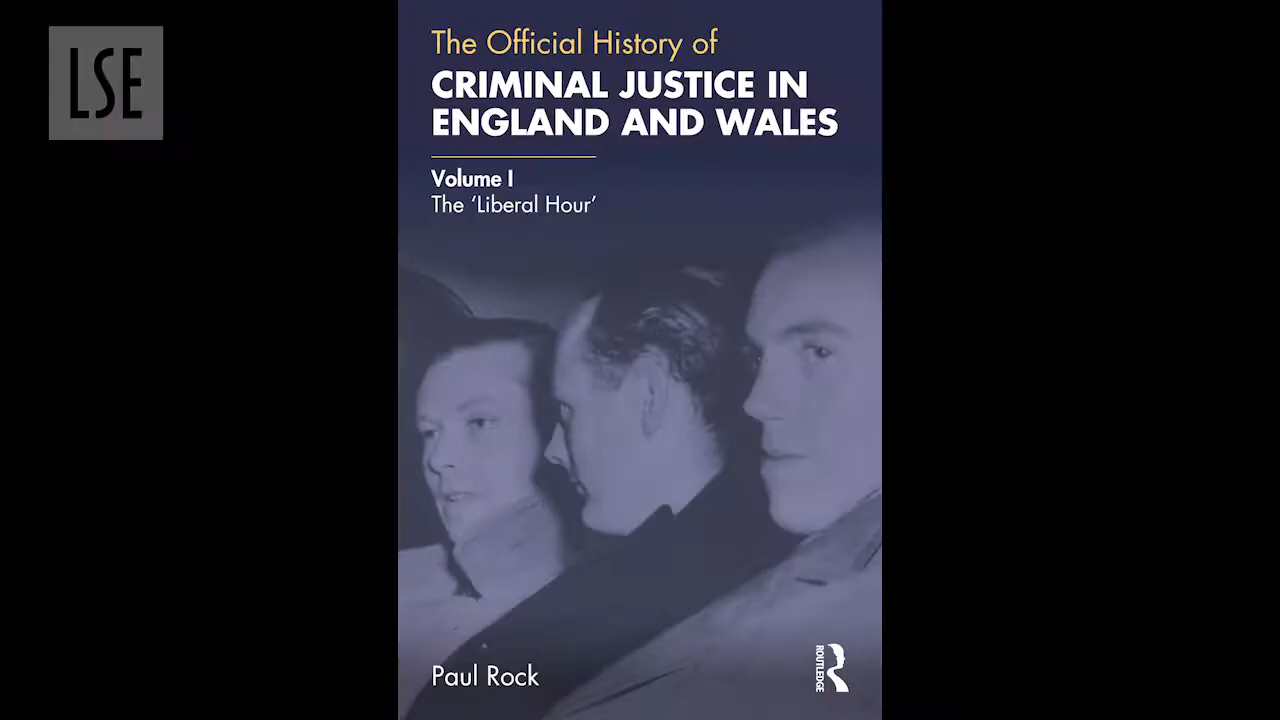 LSE
The Official History of
CRIMINAL JUSTICE IN
ENGLAND AND WALES
Volume I
The ‘Liberal Hour’
Paul Rock
ROUTLEDGE